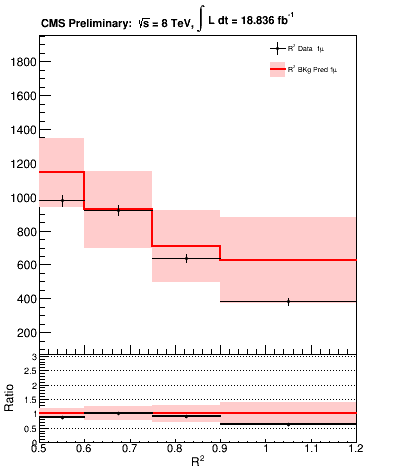 CMS Preliminary: √s = 8 TeV, ∫ L dt = 18.836 fb⁻¹
R² Data 1μ
R² BKg Pred 1μ
1800
1600
1400
1200
1000
800
600
400
200
3
2.5
2
1.5
1
0.5
0
Ratio
0.5 0.6 0.7 0.8 0.9 1 1.1 1.2
R²